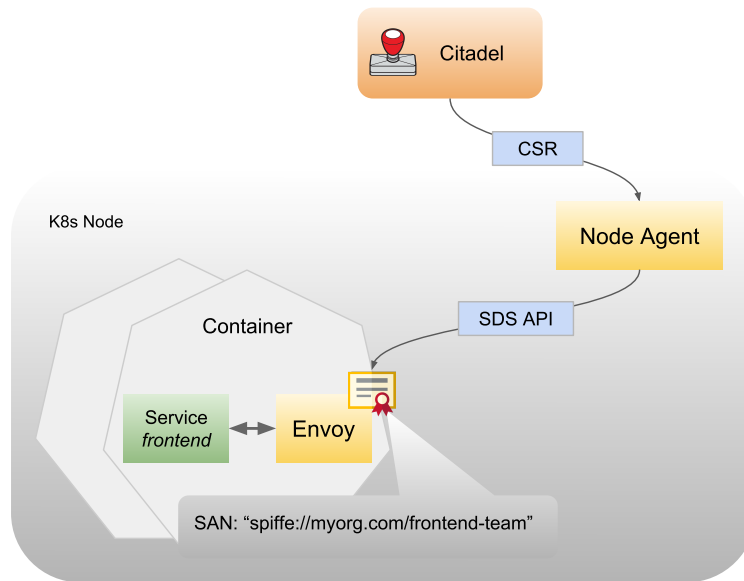 Citadel
CSR
K8s Node
Node Agent
SDS API
Container
Service
frontend
Envoy
SAN: “spiffe://myorg.com/frontend-team”